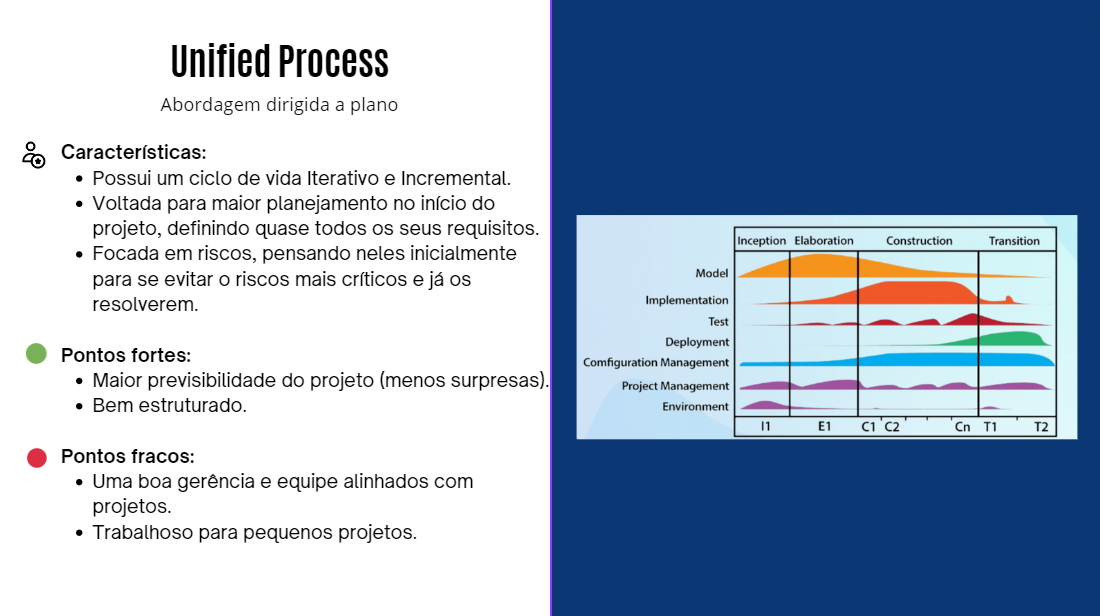 Unified Process
Abordagem dirigida a plano
Características:
• Possui um ciclo de vida Iterativo e Incremental.
• Voltada para maior planejamento no início do
projeto, definindo quase todos os seus requisitos.
• Focada em riscos, pensando neles inicialmente
para se evitar o riscos mais críticos e já os
resolverem.
Pontos fortes:
• Maior previsibilidade do projeto (menos surpresas).
• Bem estruturado.
Pontos fracos:
• Uma boa gerência e equipe alinhados com
projetos.
• Trabalhoso para pequenos projetos.
Inception Elaboration Construction Transition
Model
Implementation
Test
Deployment
Comfiguration Management
Project Management
Environment
I1 E1 C1 C2 Cn T1 T2